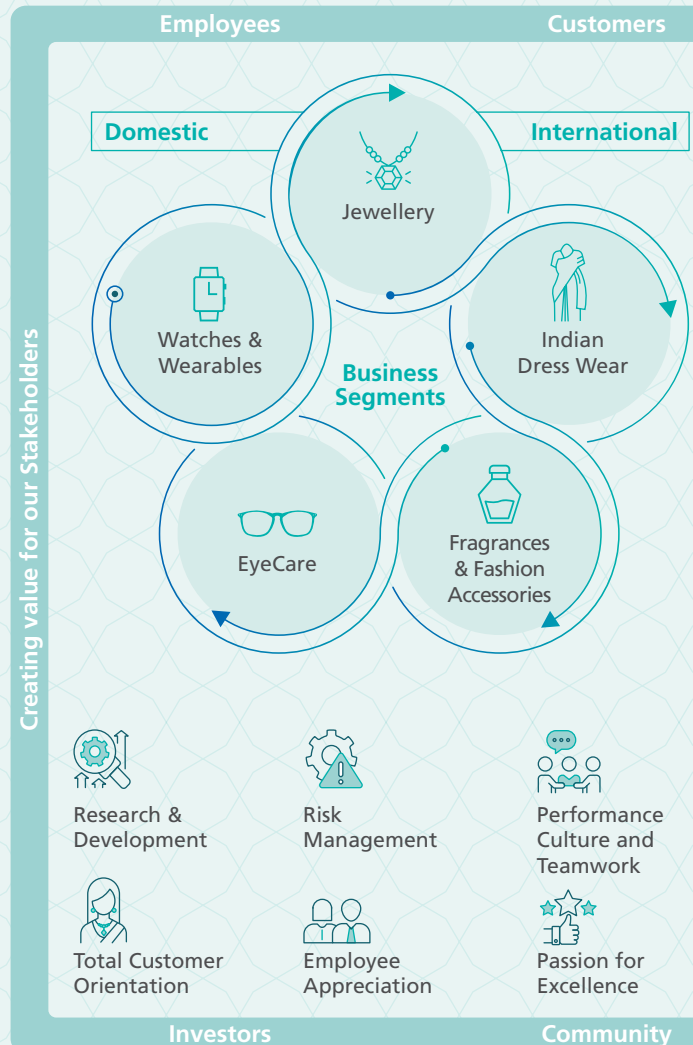 Employees
Customers
Creating value for our Stakeholders
Domestic
International
Jewellery
Watches &
Wearables
Indian
Dress Wear
Business
Segments
EyeCare
Fragrances
& Fashion
Accessories
Research &
Development
Risk
Management
Performance
Culture and
Teamwork
Total Customer
Orientation
Employee
Appreciation
Passion for
Excellence
Investors
Community